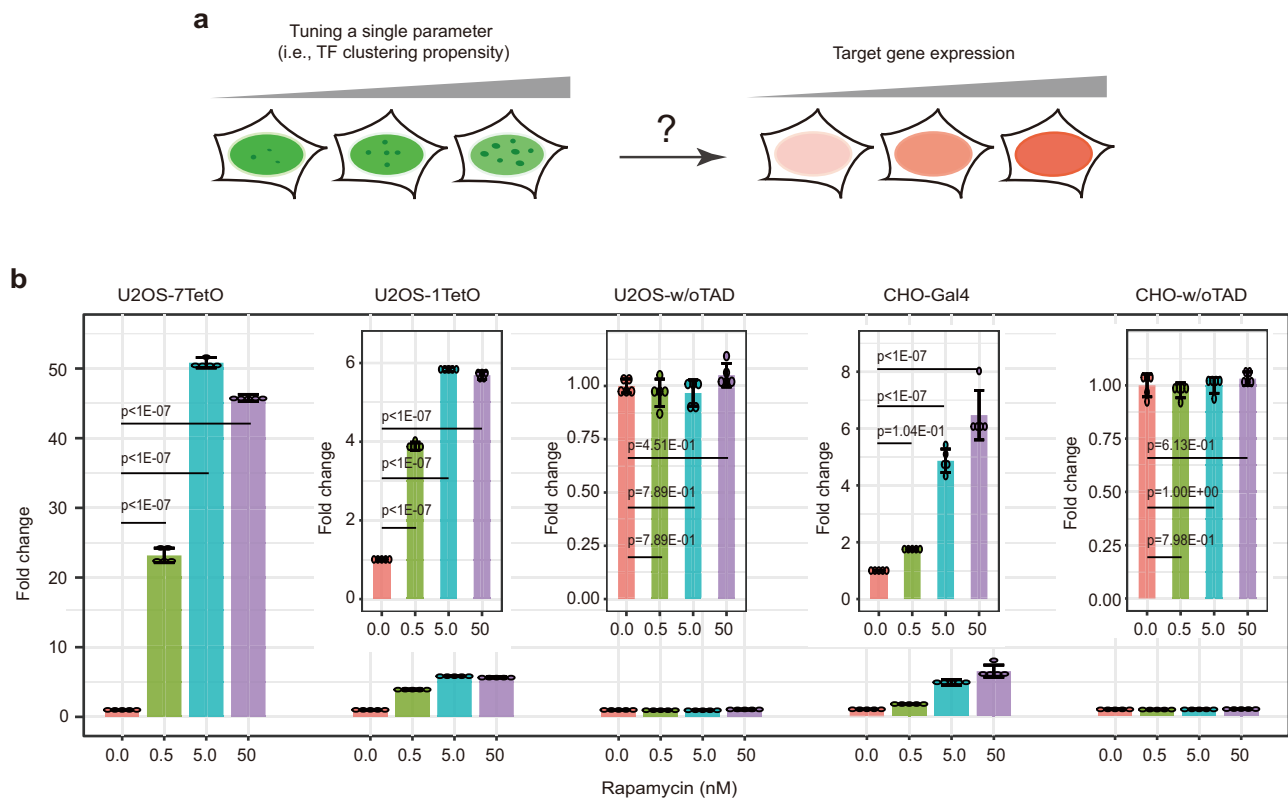 a
Tuning a single parameter
(i.e., TF clustering propensity)
Target gene expression
?
b
U2OS-7TetO
U2OS-1TetO
U2OS-w/oTAD
CHO-Gal4
CHO-w/oTAD
Fold change
50
40
30
20
10
0
p<1E-07
p<1E-07
p<1E-07
0.0 0.5 5.0 50
Fold change
6
4
2
0
p<1E-07
p<1E-07
p<1E-07
0.0 0.5 5.0 50
0.0 0.5 5.0 50
Fold change
1.00
0.75
0.50
0.25
0.00
p=4.51E-01
p=7.89E-01
p=7.89E-01
0.0 0.5 5.0 50
0.0 0.5 5.0 50
Fold change
8
6
4
2
0
p<1E-07
p<1E-07
p=1.04E-01
0.0 0.5 5.0 50
0.0 0.5 5.0 50
Fold change
1.00
0.75
0.50
0.25
0.00
p=6.13E-01
p=1.00E+00
p=7.98E-01
0.0 0.5 5.0 50
0.0 0.5 5.0 50
Rapamycin (nM)